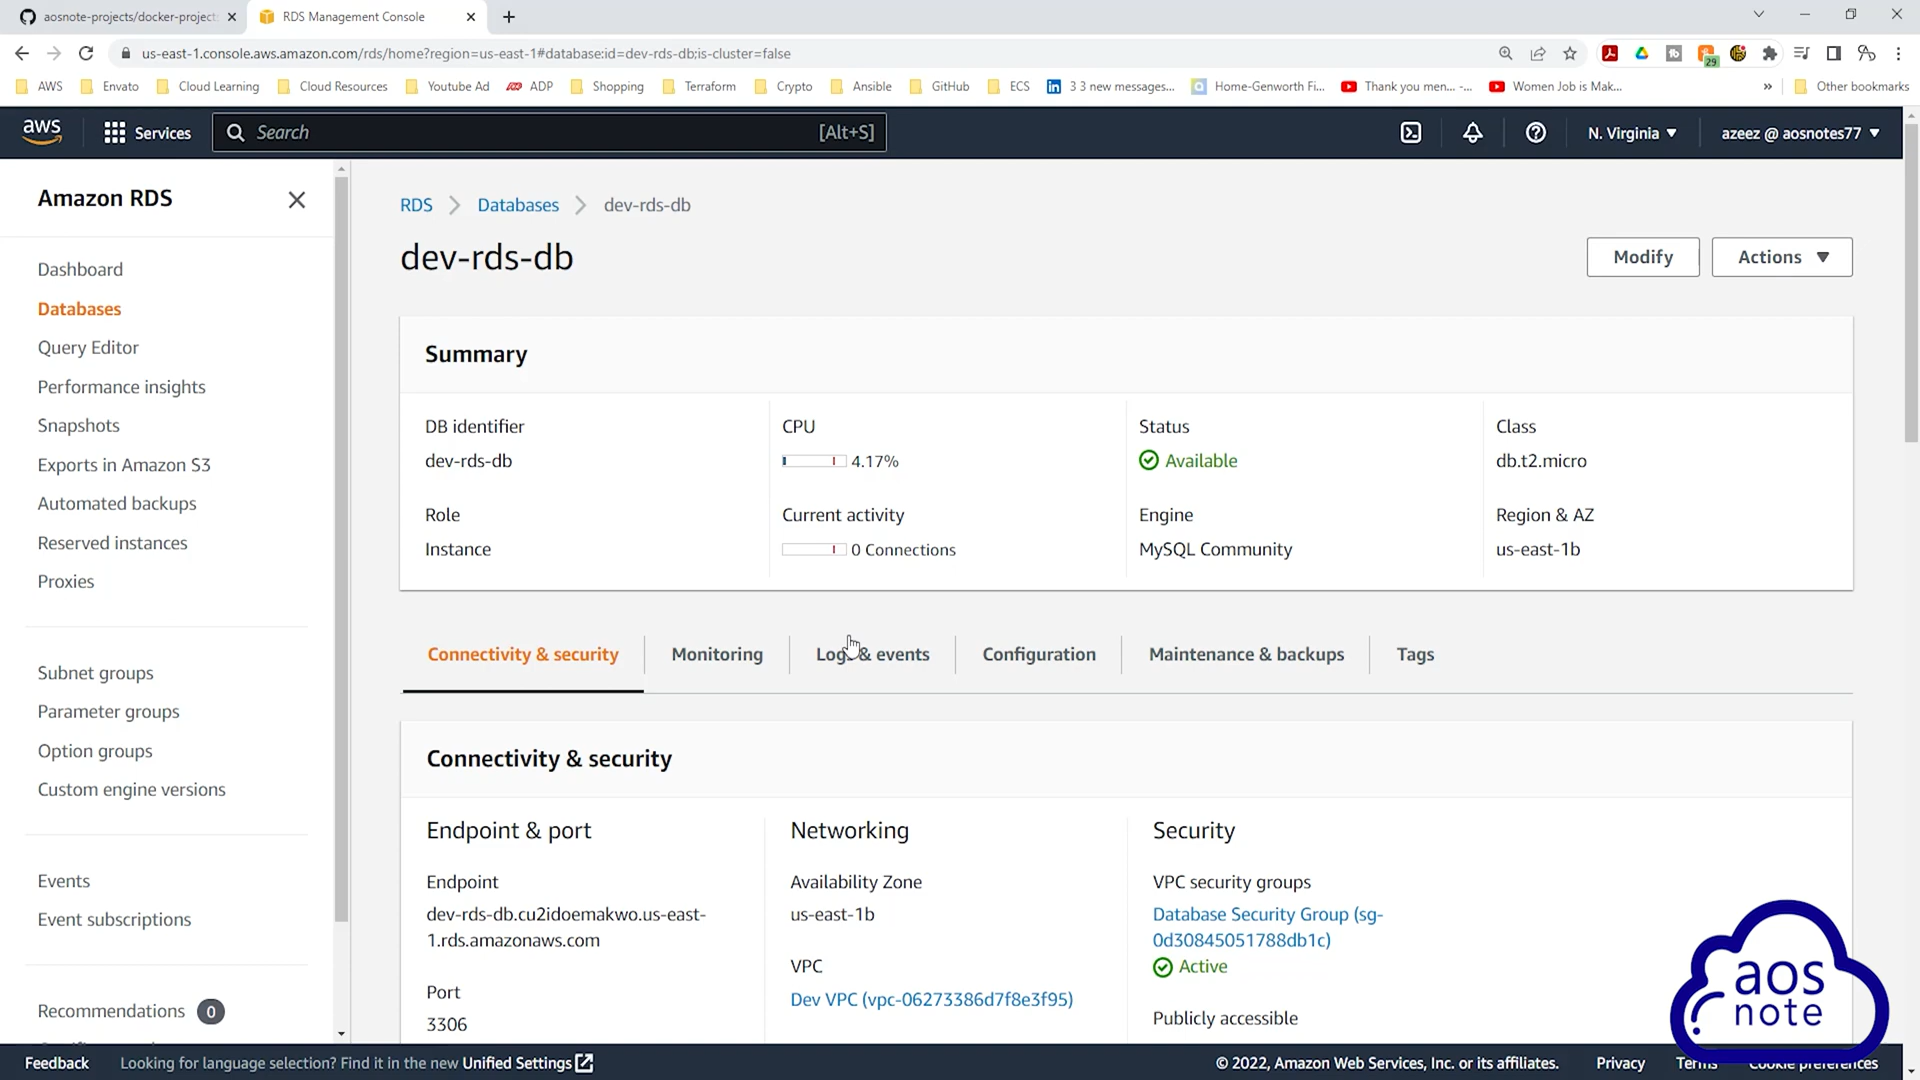 aosnote-projects/docker-project:
RDS Management Console
us-east-1.console.aws.amazon.com/rds/home?region=us-east-1#database:id=dev-rds-db;is-cluster=false
29
AWS
Envato
Cloud Learning
Cloud Resources
Youtube Ad
ADP
Shopping
Terraform
Crypto
Ansible
GitHub
ECS
3 3 new messages...
Home-Genworth Fi...
Thank you men... -...
Women Job is Mak...
»
Other bookmarks
aws
Services
Search
[Alt+S]
N. Virginia
azeez @ aosnotes77
Amazon RDS
Dashboard
Databases
Query Editor
Performance insights
Snapshots
Exports in Amazon S3
Automated backups
Reserved instances
Proxies
Subnet groups
Parameter groups
Option groups
Custom engine versions
Events
Event subscriptions
Recommendations 0
RDS
Databases
dev-rds-db
dev-rds-db
Modify
Actions
Summary
DB identifier
dev-rds-db
CPU
4.17%
Status
Available
Class
db.t2.micro
Role
Instance
Current activity
0 Connections
Engine
MySQL Community
Region & AZ
us-east-1b
Connectivity & security
Monitoring
Logs & events
Configuration
Maintenance & backups
Tags
Connectivity & security
Endpoint & port
Endpoint
dev-rds-db.cu2idoemakwo.us-east-
1.rds.amazonaws.com
Port
3306
Networking
Availability Zone
us-east-1b
VPC
Dev VPC (vpc-06273386d7f8e3f95)
Security
VPC security groups
Database Security Group (sg-
0d30845051788db1c)
Active
Publicly accessible
aos
note
Feedback
Looking for language selection? Find it in the new Unified Settings
© 2022, Amazon Web Services, Inc. or its affiliates.
Privacy
Terms
Cookie preferences